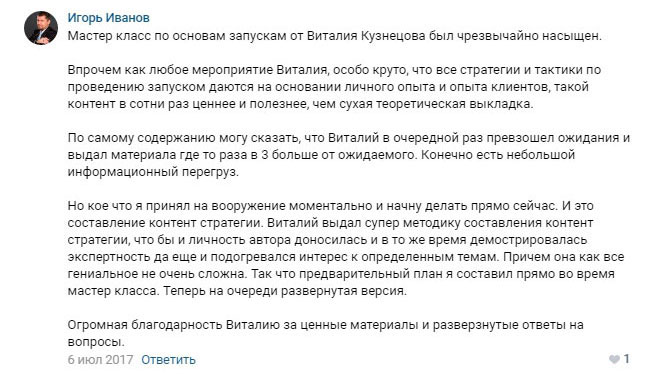 Игорь Иванов
Мастер класс по основам запускам от Виталия Кузнецова был чрезвычайно насыщен.
Впрочем как любое мероприятие Виталия, особо круто, что все стратегии и тактики по
проведению запуском даются на основании личного опыта и опыта клиентов, такой
контент в сотни раз ценнее и полезнее, чем сухая теоретическая выкладка.
По самому содержанию могу сказать, что Виталий в очередной раз превзошел ожидания и
выдал материала где то раза в 3 больше от ожидаемого. Конечно есть небольшой
информационный перегруз.
Но кое что я принял на вооружение моментально и начну делать прямо сейчас. И это
составление контент стратегии. Виталий выдал супер методику составления контент
стратегии, что бы и личность автора доносилась и в то же время демострировалась
экспертность да еще и подогревался интерес к определенным темам. Причем она как все
гениальное не очень сложна. Так что предварительный план я составил прямо во время
мастер класса. Теперь на очереди развернутая версия.
Огромная благодарность Виталию за ценные материалы и разверзнутые ответы на
вопросы.
6 июл 2017 Ответить 1